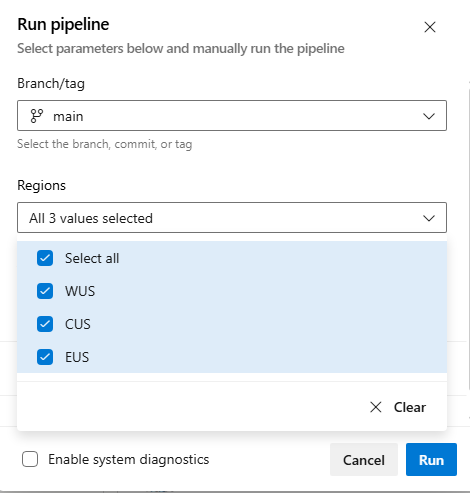 Run pipeline
Select parameters below and manually run the pipeline
Branch/tag
main
Select the branch, commit, or tag
Regions
All 3 values selected
Select all
WUS
CUS
EUS
Clear
Enable system diagnostics
Cancel
Run